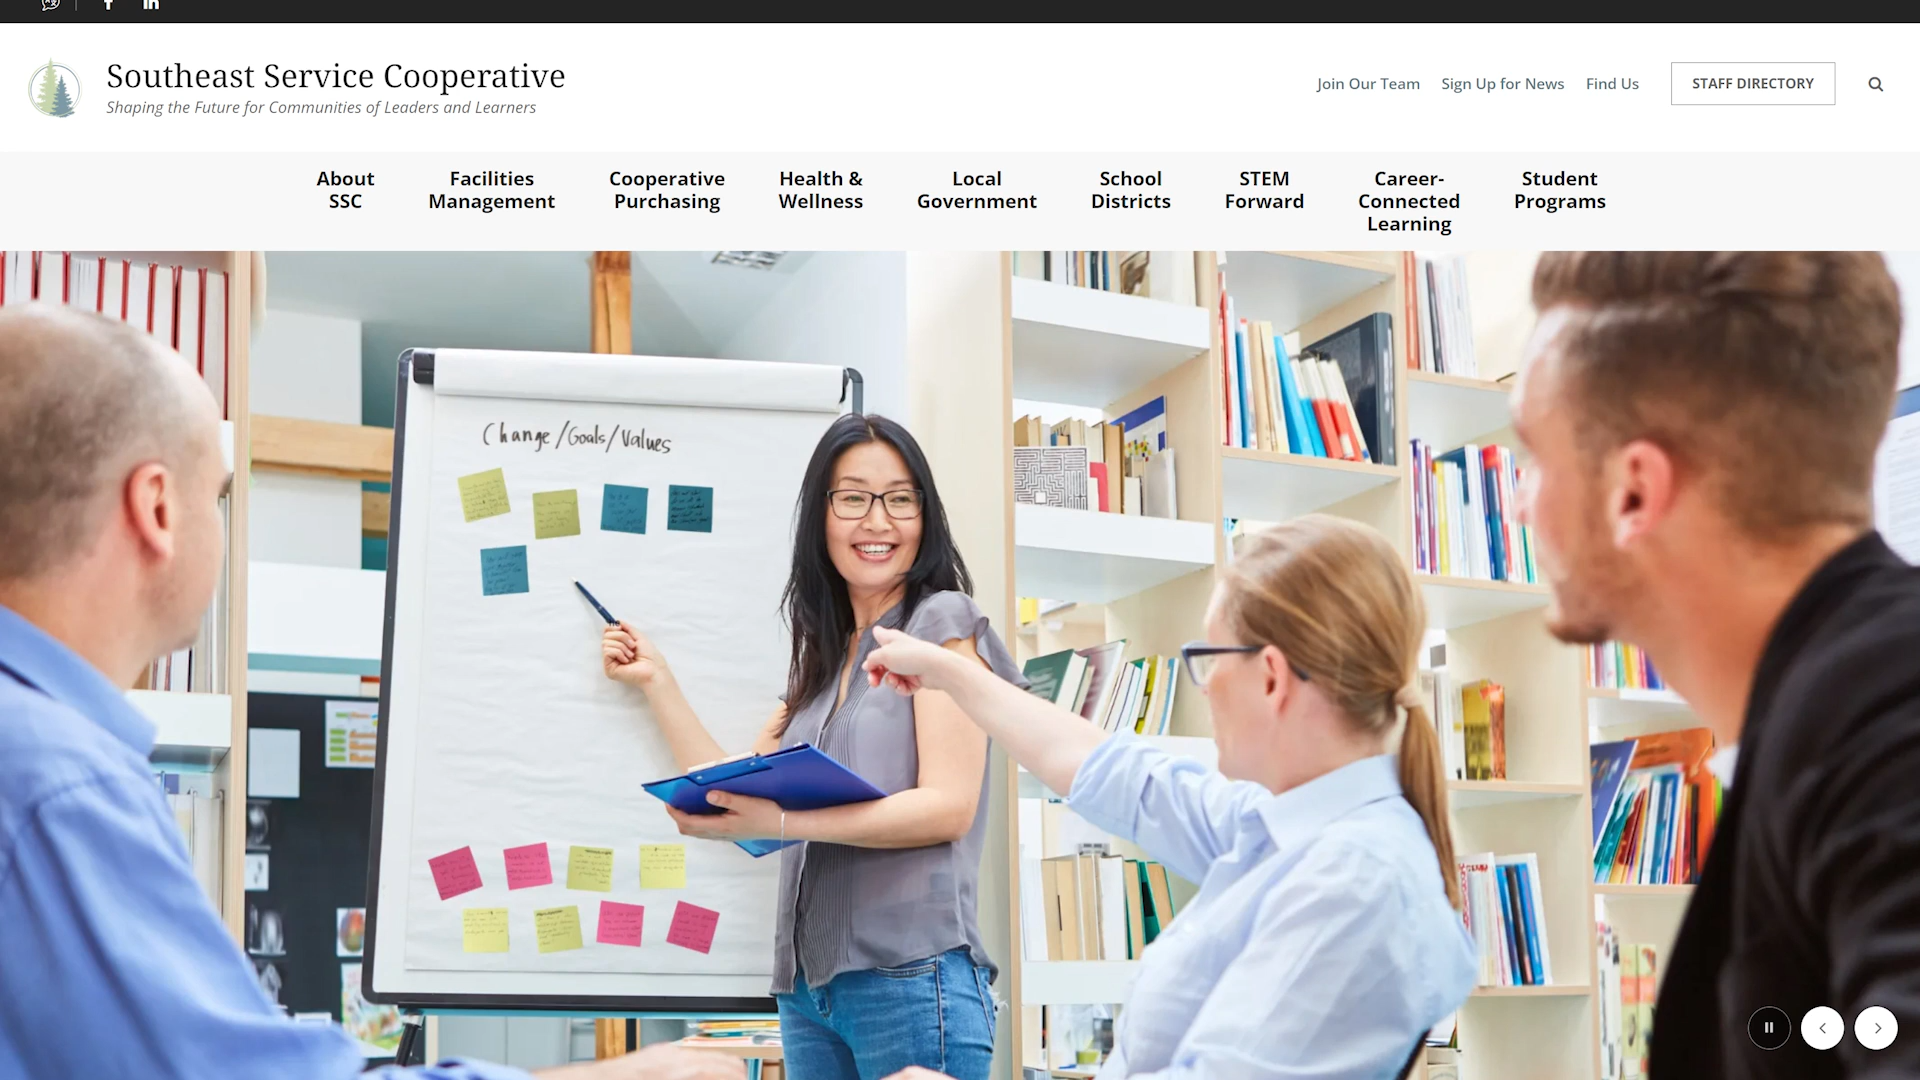 Southeast Service Cooperative
Shaping the Future for Communities of Leaders and Learners
Join Our Team
Sign Up for News
Find Us
STAFF DIRECTORY
About
SSC
Facilities
Management
Cooperative
Purchasing
Health &
Wellness
Local
Government
School
Districts
STEM
Forward
Career-
Connected
Learning
Student
Programs
Change/Goals/Values